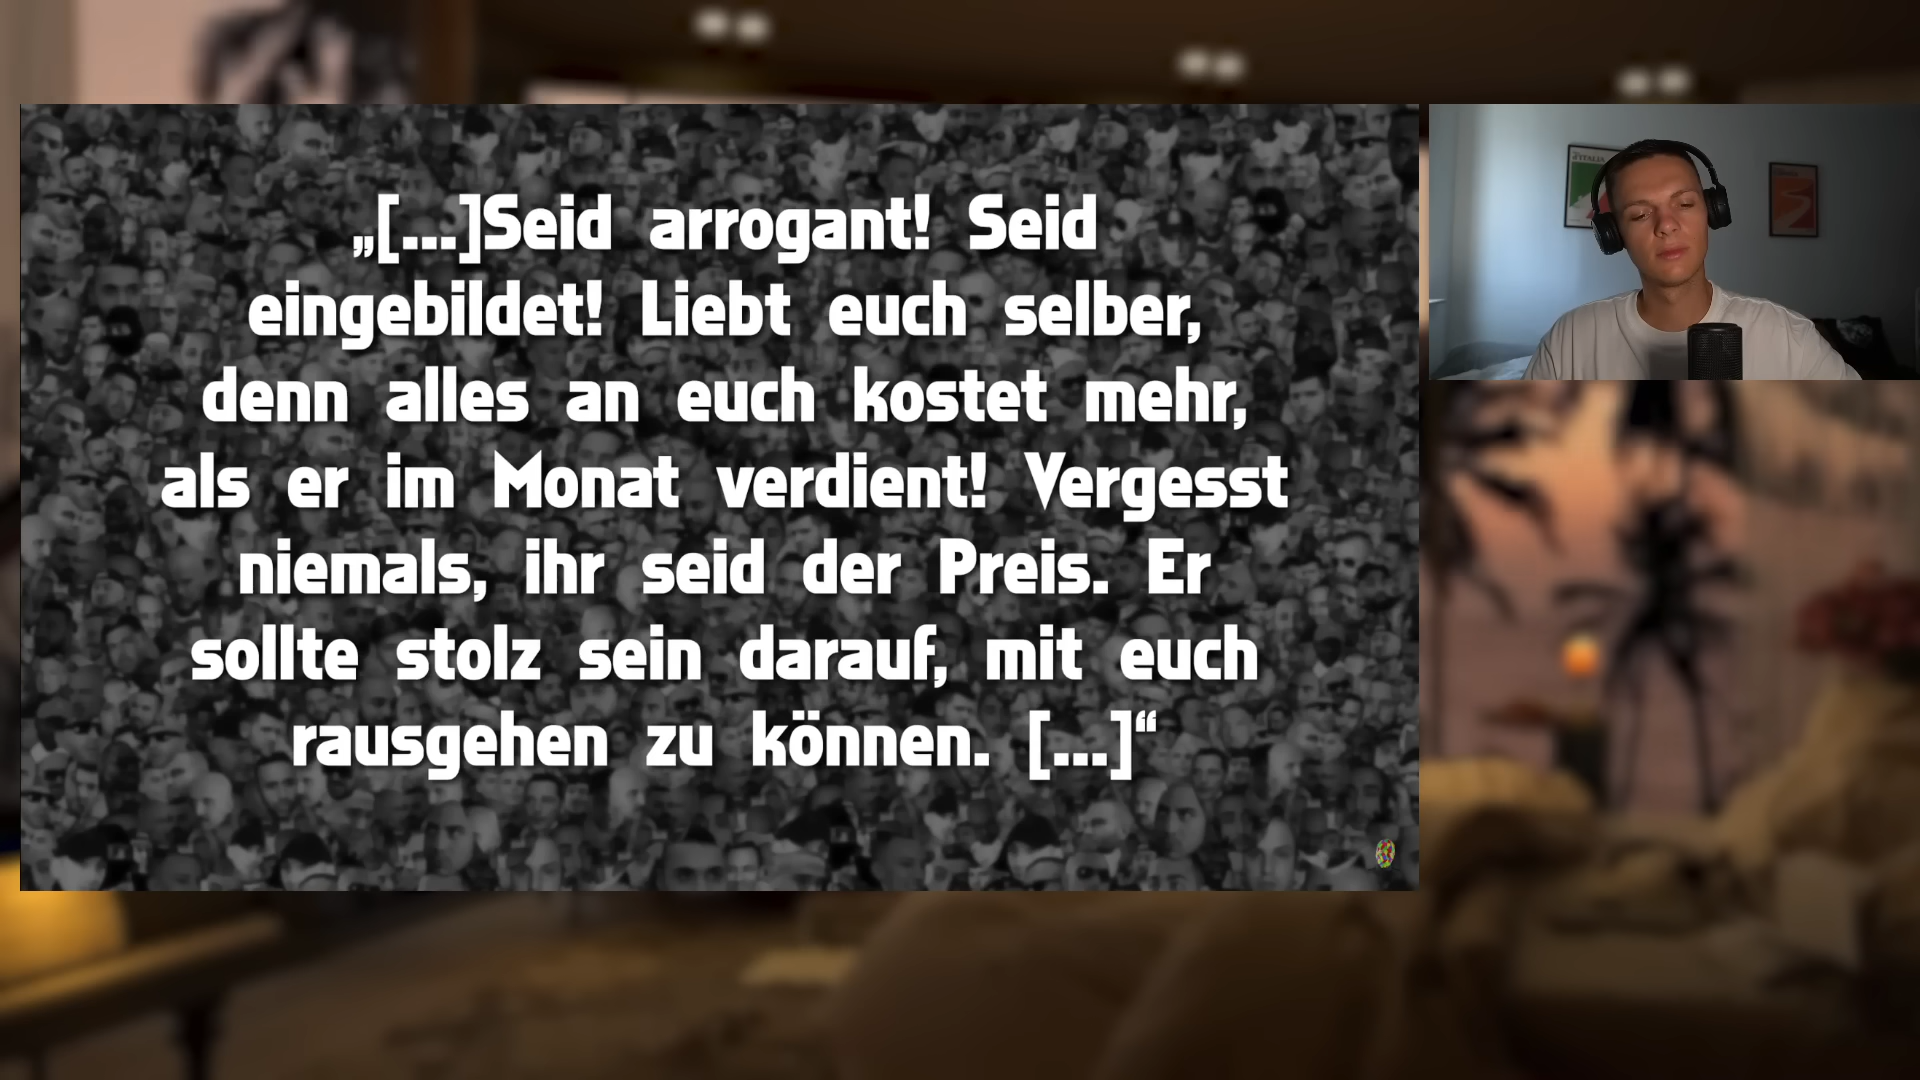 „[...]Seid arrogant! Seid
eingebildet! Liebt euch selber,
denn alles an euch kostet mehr,
als er im Monat verdient! Vergesst
niemals, ihr seid der Preis. Er
sollte stolz sein darauf, mit euch
rausgehen zu können. [...]“